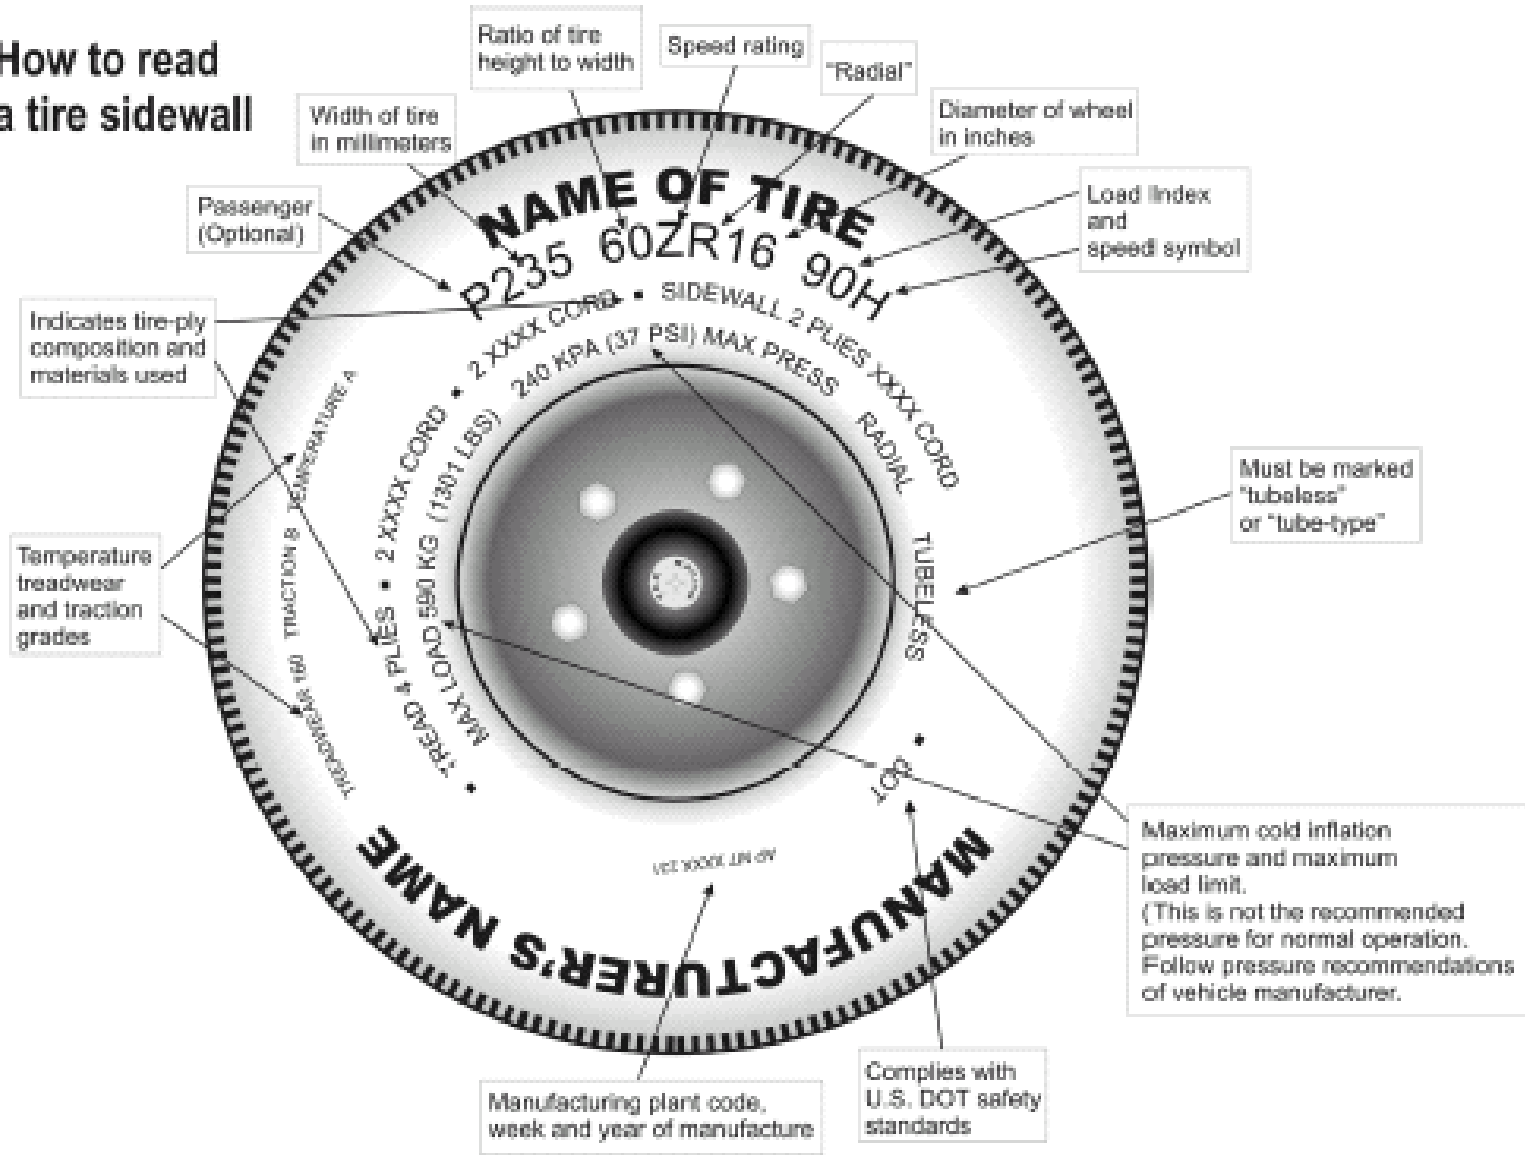 How to read
a tire sidewall
Ratio of tire
height to width
Speed rating
"Radial"
Width of tire
in millimeters
Diameter of wheel
in inches
Passenger
(Optional)
Load IIndex
and
speed symbol
Indicates tire-ply
composition and
materials used
Must be marked
"tubeless"
or "tube-type"
Temperature
treadwear
and traction
grades
Maximum cold inflation
pressure and maximum
load limit.
(This is not the recommended
pressure for normal operation.
Follow pressure recommendations
of vehicle manufacturer.
Manufacturing plant code,
week and year of manufacture
Complies with
U.S. DOT safety
standards
NAME OF TIRE
P235 60ZR16 90H
• TREAD 4 PLIES • 2 XXXX CORD • 2 XXXX CORD • SIDEWALL 2 PLIES XXXX CORD
MAX LOAD 590 KG (1301 LBS) 240 KPA (37 PSI) MAX PRESS RADIAL TUBELESS • DOT
TREADWEAR 160 TRACTION B TEMPERATURE A
MANUFACTURER'S NAME